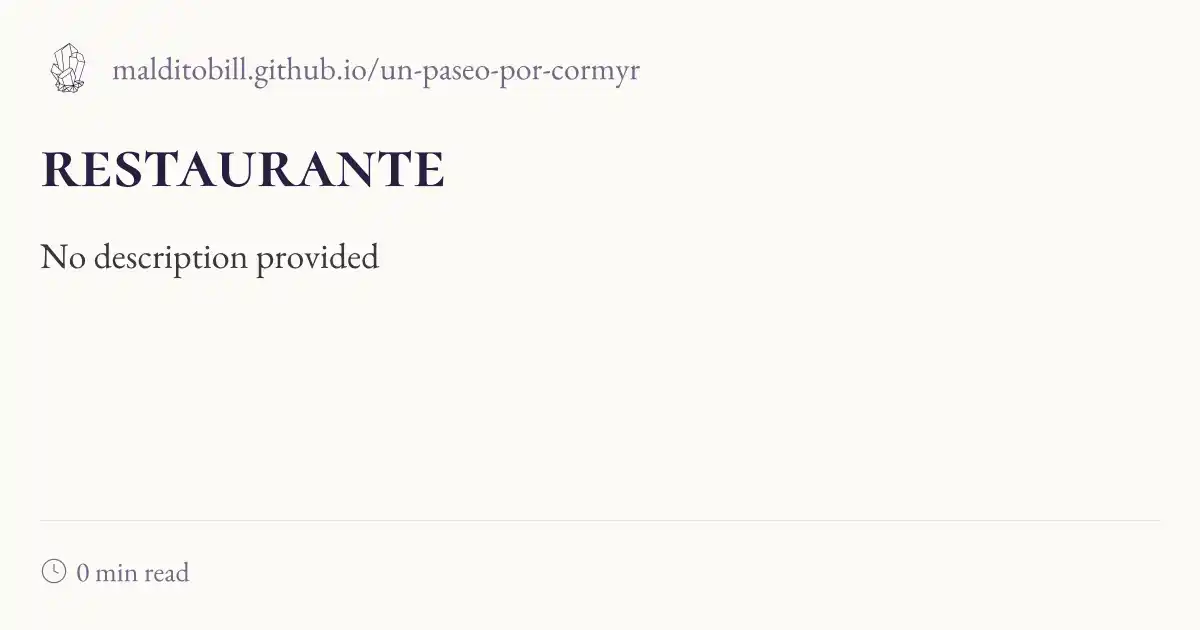 malditobill.github.io/un-paseo-por-cormyr
RESTAURANTE
No description provided
0 min read